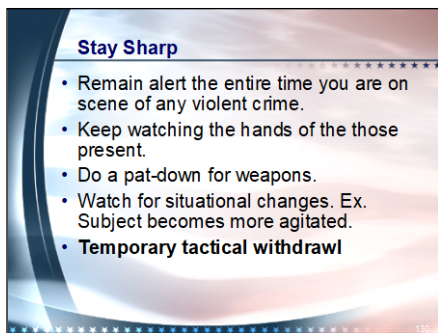 Stay Sharp
• Remain alert the entire time you are on
scene of any violent crime.
• Keep watching the hands of the those
present.
• Do a pat-down for weapons.
• Watch for situational changes. Ex.
Subject becomes more agitated.
• Temporary tactical withdrawl
130